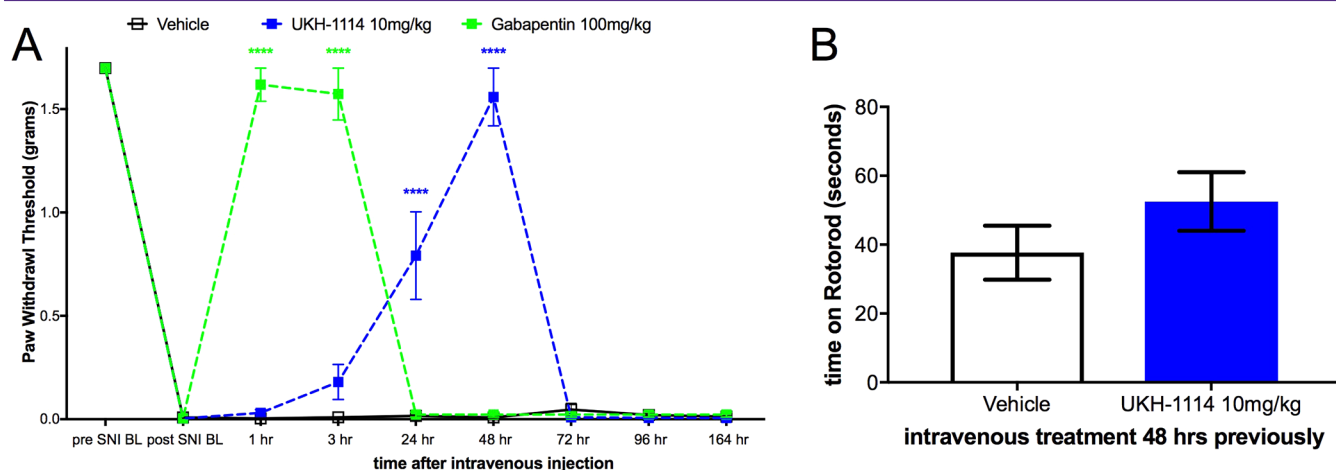 A
Vehicle UKH-1114 10mg/kg Gabapentin 100mg/kg
**** **** ****
1.5
1.0
****
0.5
0.0
Paw Withdrawl Threshold (grams)
pre SNI BL post SNI BL 1 hr 3 hr 24 hr 48 hr 72 hr 96 hr 164 hr
time after intravenous injection
B
80
60
40
20
0
time on Rotorod (seconds)
Vehicle UKH-1114 10mg/kg
intravenous treatment 48 hrs previously